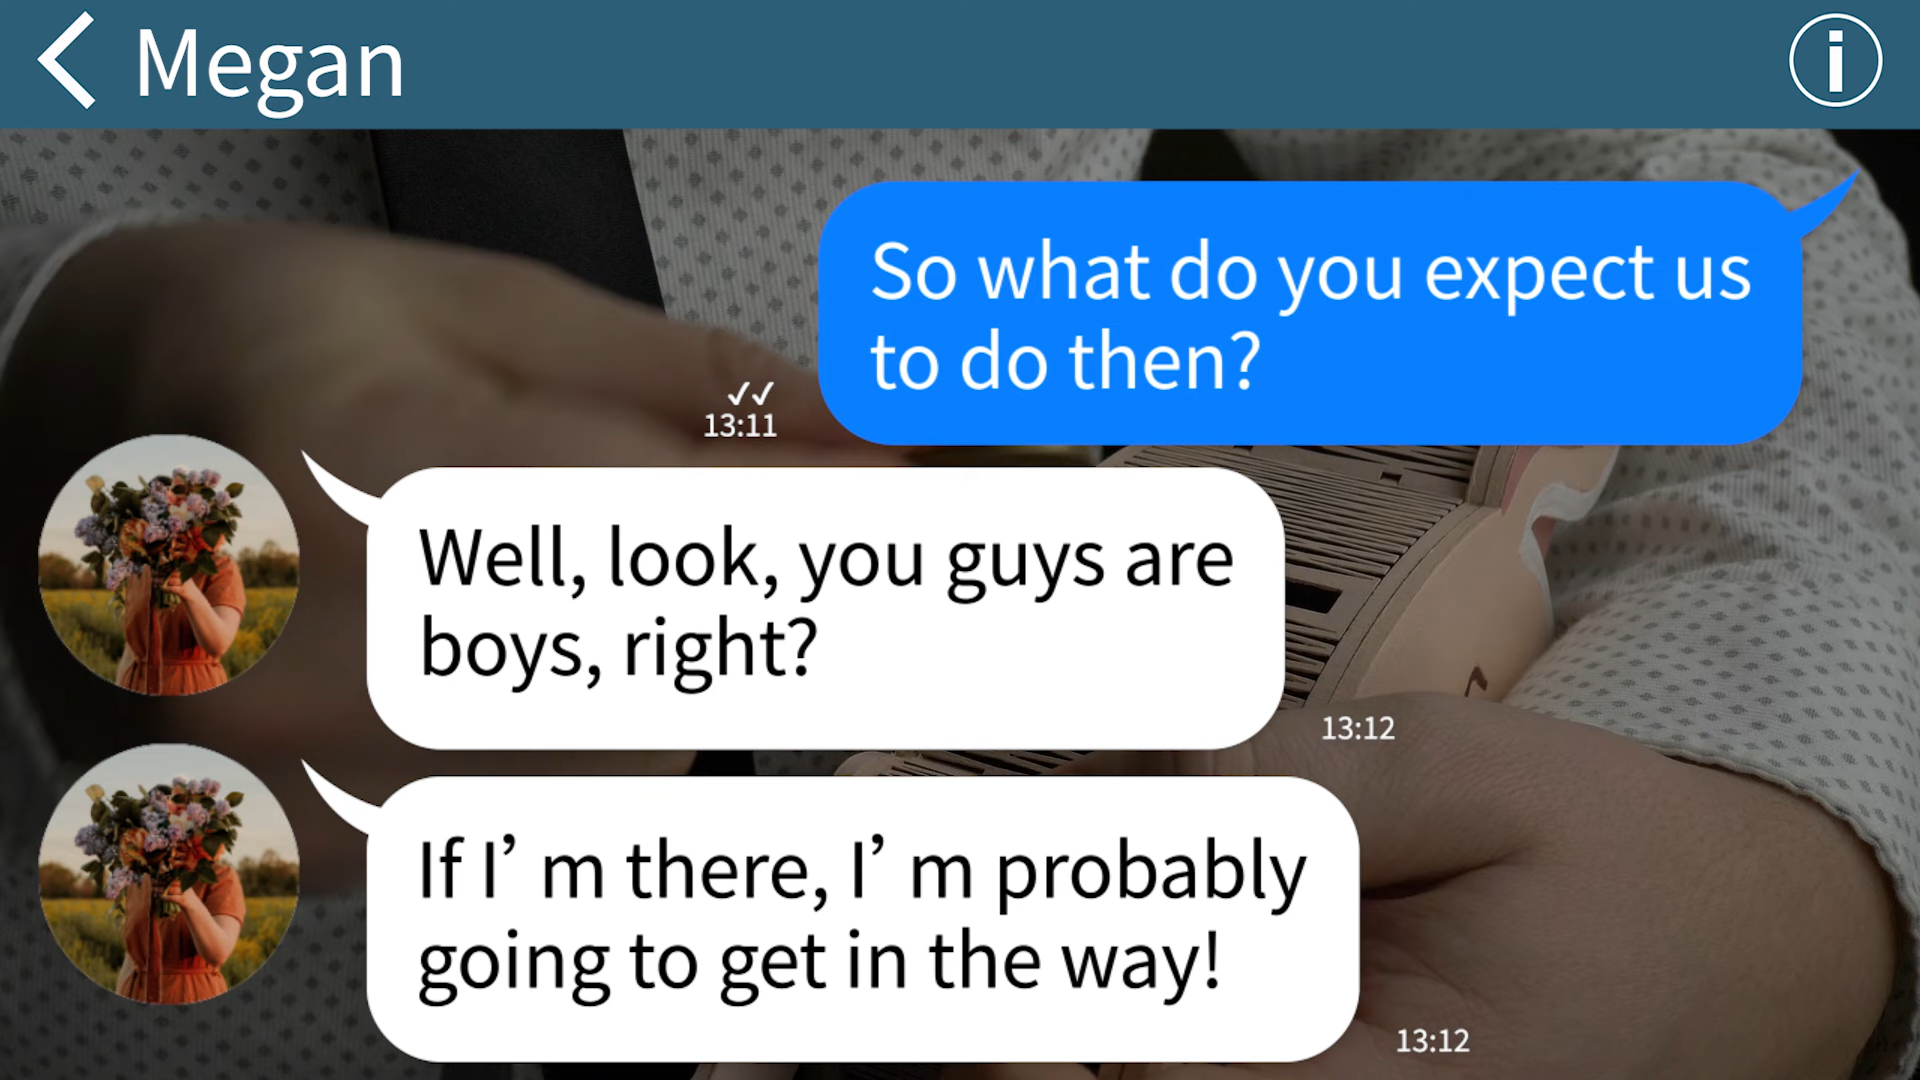 Megan
So what do you expect us
to do then?
13:11
Well, look, you guys are
boys, right?
13:12
If I’m there, I’m probably
going to get in the way!
13:12